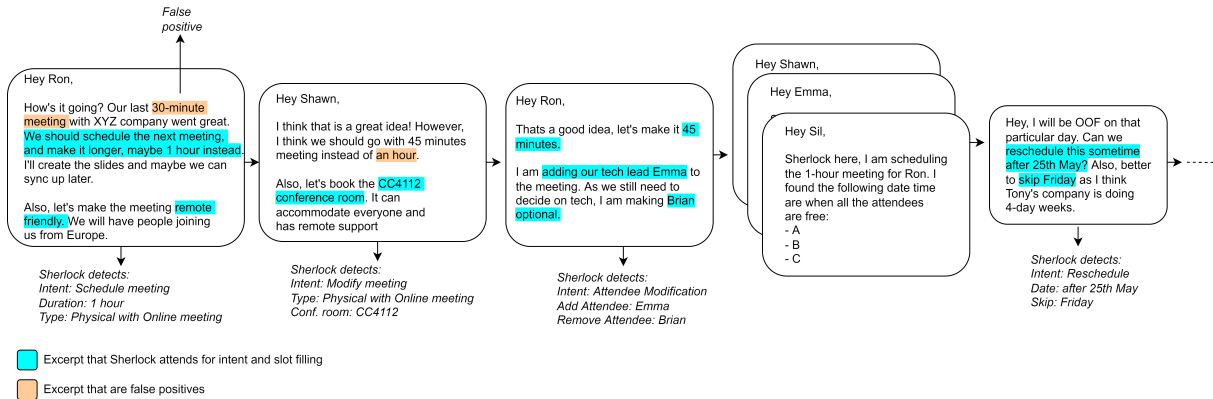 False
positive
Hey Ron,
How's it going? Our last 30-minute
meeting with XYZ company went great.
We should schedule the next meeting,
and make it longer, maybe 1 hour instead.
I'll create the slides and maybe we can
sync up later.
Also, let's make the meeting remote
friendly. We will have people joining
us from Europe.
Sherlock detects:
Intent: Schedule meeting
Duration: 1 hour
Type: Physical with Online meeting
Hey Shawn,
I think that is a great idea! However,
I think we should go with 45 minutes
meeting instead of an hour.
Also, let's book the CC4112
conference room. It can
accommodate everyone and
has remote support
Sherlock detects:
Intent: Modify meeting
Type: Physical with Online meeting
Conf. room: CC4112
Hey Ron,
Thats a good idea, let's make it 45
minutes.
I am adding our tech lead Emma to
the meeting. As we still need to
decide on tech, I am making Brian
optional.
Sherlock detects:
Intent: Attendee Modification
Add Attendee: Emma
Remove Attendee: Brian
Hey Shawn,
Hey Emma,
Hey Sil,
Sherlock here, I am scheduling
the 1-hour meeting for Ron. I
found the following date time
are when all the attendees
are free:
- A
- B
- C
Hey, I will be OOF on that
particular day. Can we
reschedule this sometime
after 25th May? Also, better
to skip Friday as I think
Tony's company is doing
4-day weeks.
Sherlock detects:
Intent: Reschedule
Date: after 25th May
Skip: Friday
Excerpt that Sherlock attends for intent and slot filling
Excerpt that are false positives